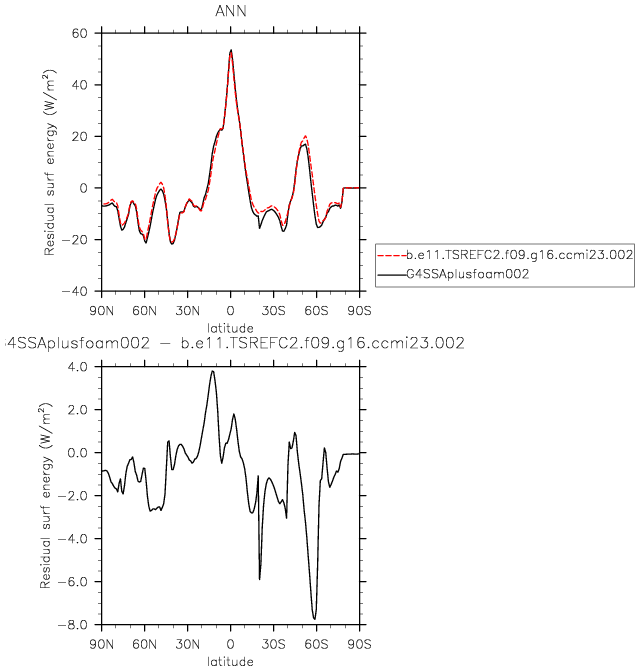 ANN
60
40
20
0
−20
−40
Residual surf energy (W/m²)
90N 60N 30N 0 30S 60S 90S
latitude
b.e11.TSREFC2.f09.g16.ccmi23.002
G4SSAplusfoam002
4SSAplusfoam002 − b.e11.TSREFC2.f09.g16.ccmi23.002
4.0
2.0
0.0
−2.0
−4.0
−6.0
−8.0
Residual surf energy (W/m²)
90N 60N 30N 0 30S 60S 90S
latitude